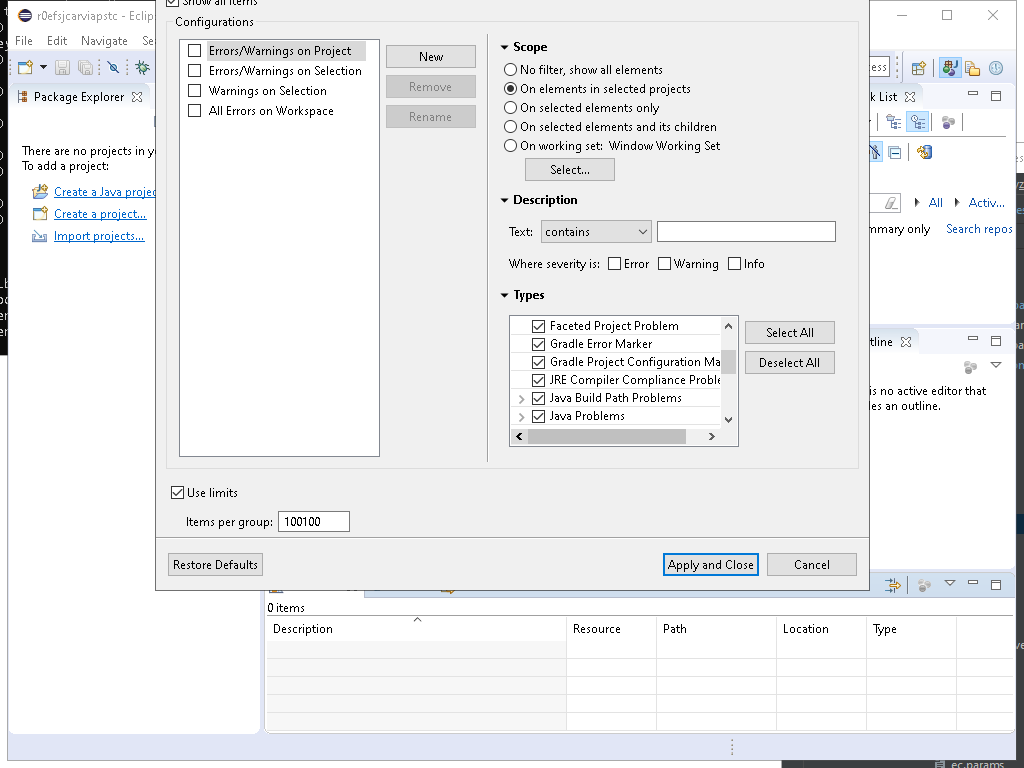 r0efsjcarviapstc - Eclip
Show all items
File Edit Navigate Se
Configurations
Errors/Warnings on Project
Errors/Warnings on Selection
Warnings on Selection
All Errors on Workspace
New
Remove
Rename
Scope
No filter, show all elements
On elements in selected projects
On selected elements only
On selected elements and its children
On working set: Window Working Set
Select...
Description
Text: contains
Where severity is: Error Warning Info
Types
Faceted Project Problem
Gradle Error Marker
Gradle Project Configuration Ma
JRE Compiler Compliance Proble
Java Build Path Problems
Java Problems
Select All
Deselect All
Use limits
Items per group: 100100
Restore Defaults
Apply and Close
Cancel
Package Explorer
There are no projects in y
To add a project:
Create a Java projec
Create a project...
Import projects...
ess
k List
All Activ...
mmary only Search repos
tline
is no active editor that
les an outline.
0 items
Description Resource Path Location Type
ec.params